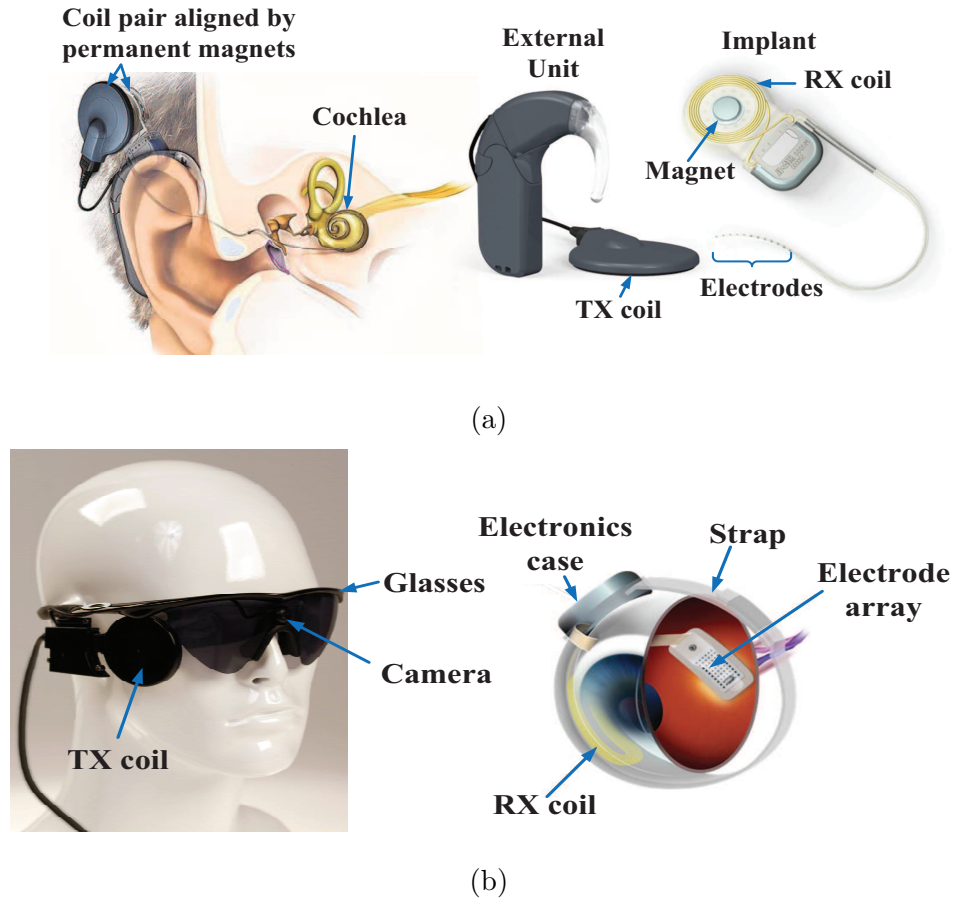 Coil pair aligned by
permanent magnets
Cochlea
External
Unit
TX coil
Implant
RX coil
Magnet
Electrodes
(a)
Glasses
Camera
TX coil
Electronics
case
Strap
Electrode
array
RX coil
(b)